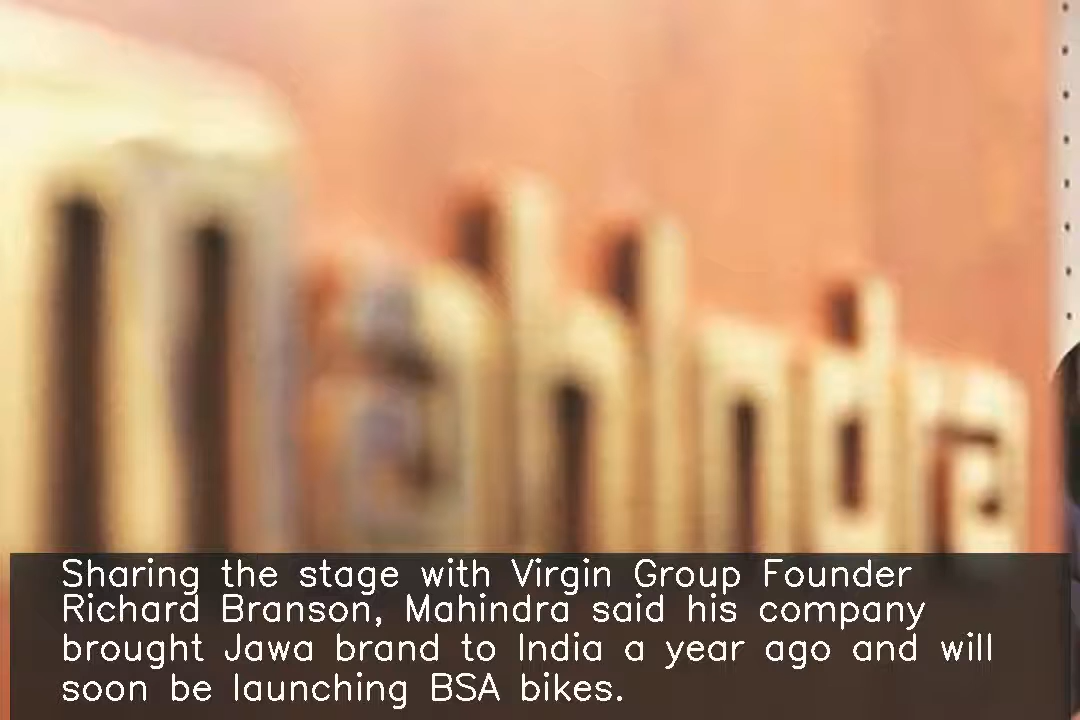 mahindra
Sharing the stage with Virgin Group Founder
Richard Branson, Mahindra said his company
brought Jawa brand to India a year ago and will
soon be launching BSA bikes.